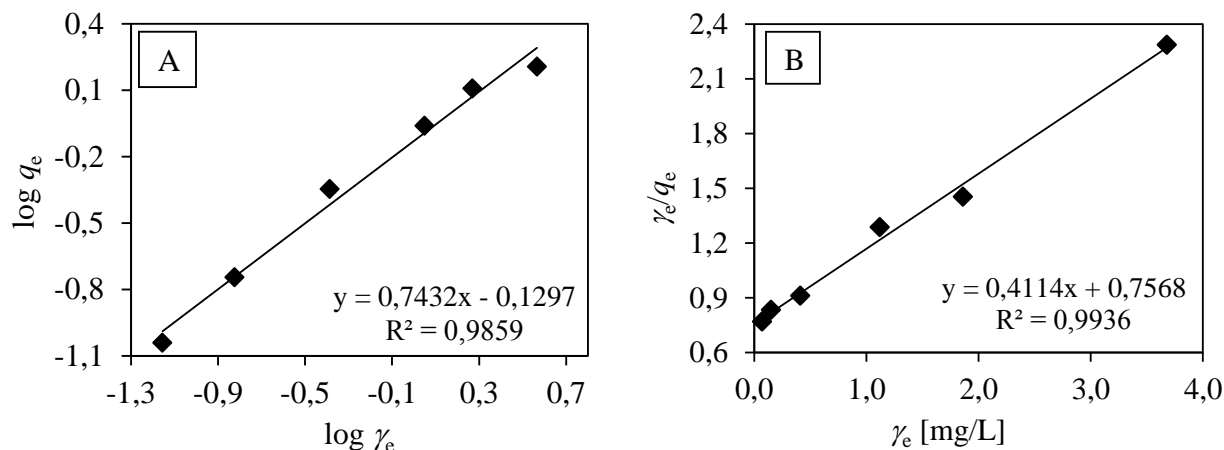 A
0,4
0,1
-0,2
-0,5
-0,8
-1,1
log qe
y = 0,7432x - 0,1297
R² = 0,9859
-1,3 -0,9 -0,5 -0,1 0,3 0,7
log γe
B
2,4
2,1
1,8
1,5
1,2
0,9
0,6
γe/qe
y = 0,4114x + 0,7568
R² = 0,9936
0,0 1,0 2,0 3,0 4,0
γe [mg/L]